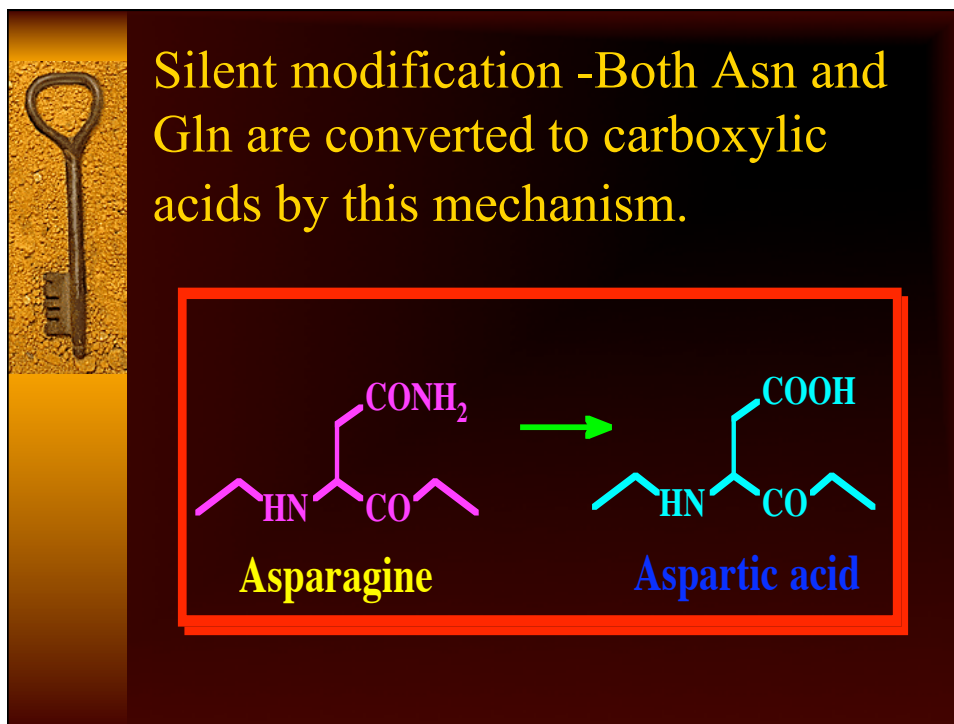 Silent modification -Both Asn and
Gln are converted to carboxylic
acids by this mechanism.
CONH2
HN CO
Asparagine
COOH
HN CO
Aspartic acid